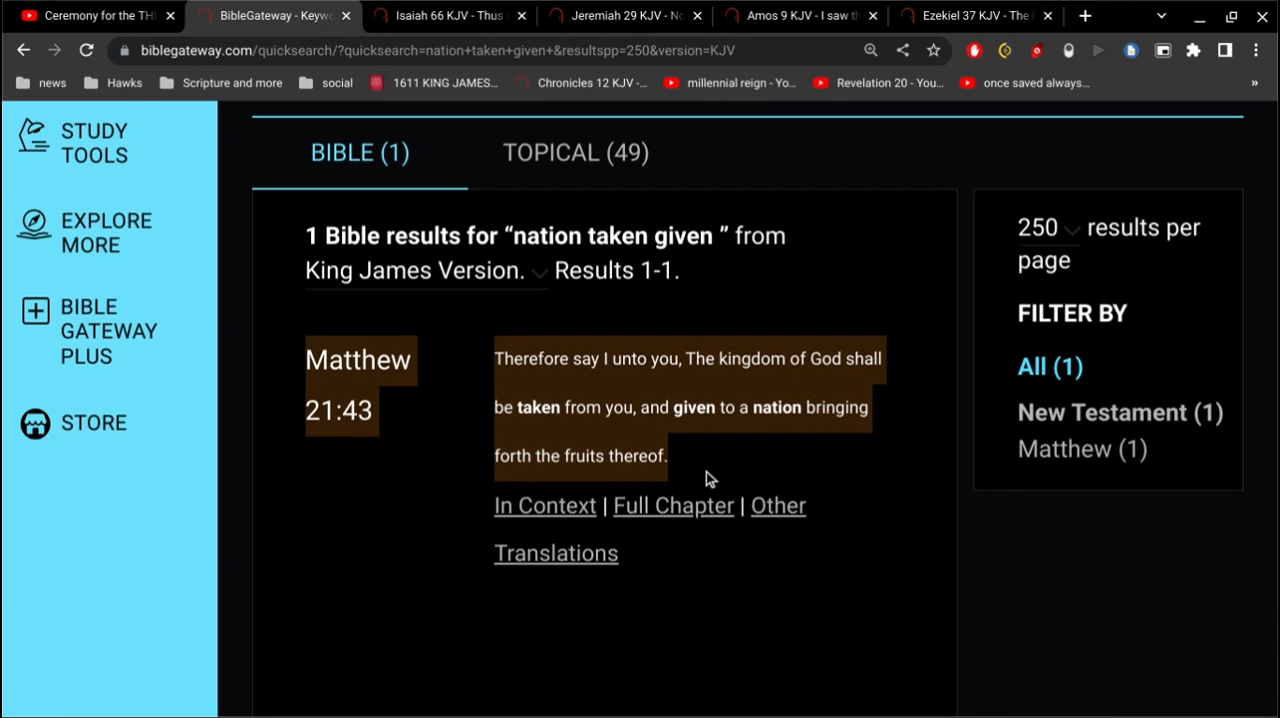 Ceremony for the TH
BibleGateway - Keyw
Isaiah 66 KJV - Thus
Jeremiah 29 KJV - N
Amos 9 KJV - I saw th
Ezekiel 37 KJV - The
biblegateway.com/quicksearch/?quicksearch=nation+taken+given+&resultspp=250&version=KJV
news
Hawks
Scripture and more
social
1611 KING JAMES...
Chronicles 12 KJV -...
millennial reign - Yo...
Revelation 20 - You...
once saved always...
»
STUDY
TOOLS
EXPLORE
MORE
BIBLE
GATEWAY
PLUS
STORE
BIBLE (1)
TOPICAL (49)
1 Bible results for “nation taken given ” from
King James Version. Results 1-1.
Matthew
21:43
Therefore say I unto you, The kingdom of God shall
be taken from you, and given to a nation bringing
forth the fruits thereof.
In Context | Full Chapter | Other
Translations
250 results per
page
FILTER BY
All (1)
New Testament (1)
Matthew (1)